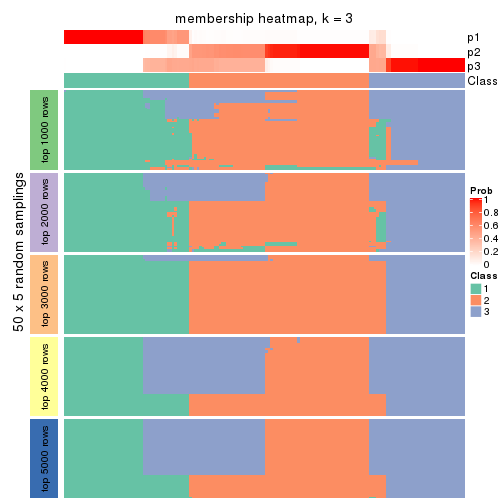 membership heatmap, k = 3
p1
p2
p3
Class
50 x 5 random samplings
top 1000 rows
top 2000 rows
top 3000 rows
top 4000 rows
top 5000 rows
Prob
1
0.8
0.6
0.4
0.2
0
Class
1
2
3